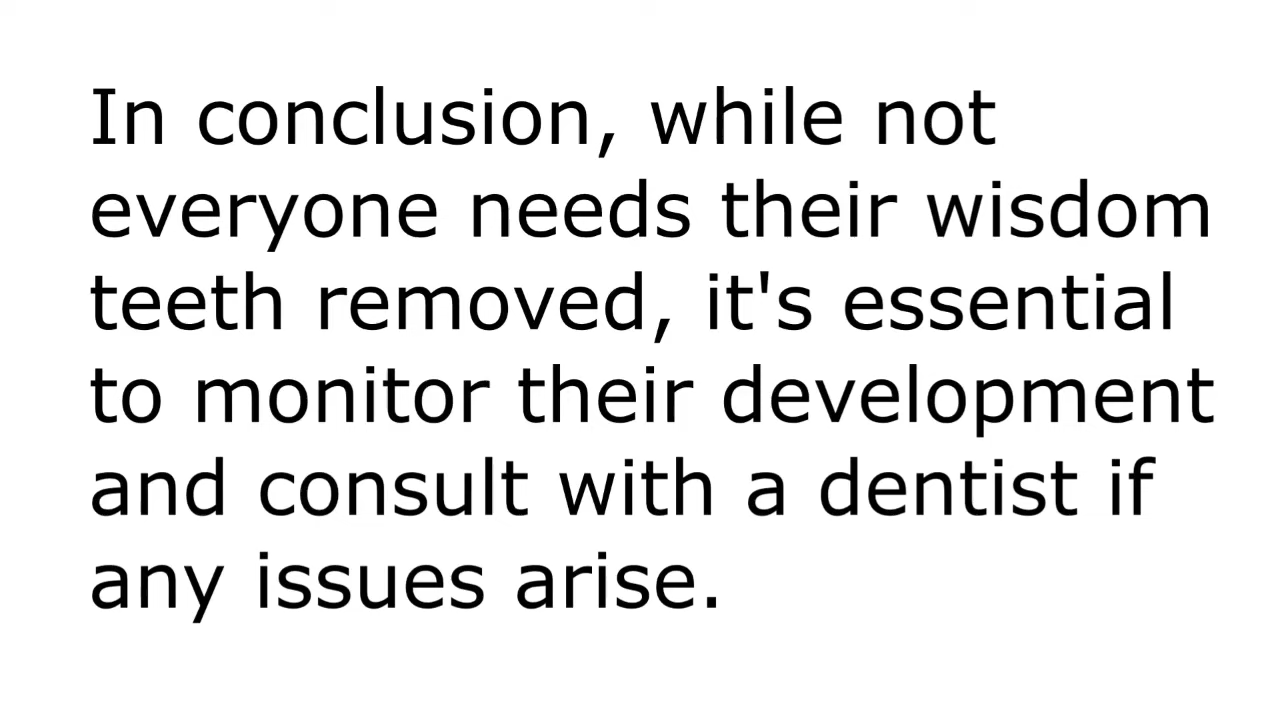 In conclusion, while not
everyone needs their wisdom
teeth removed, it's essential
to monitor their development
and consult with a dentist if
any issues arise.